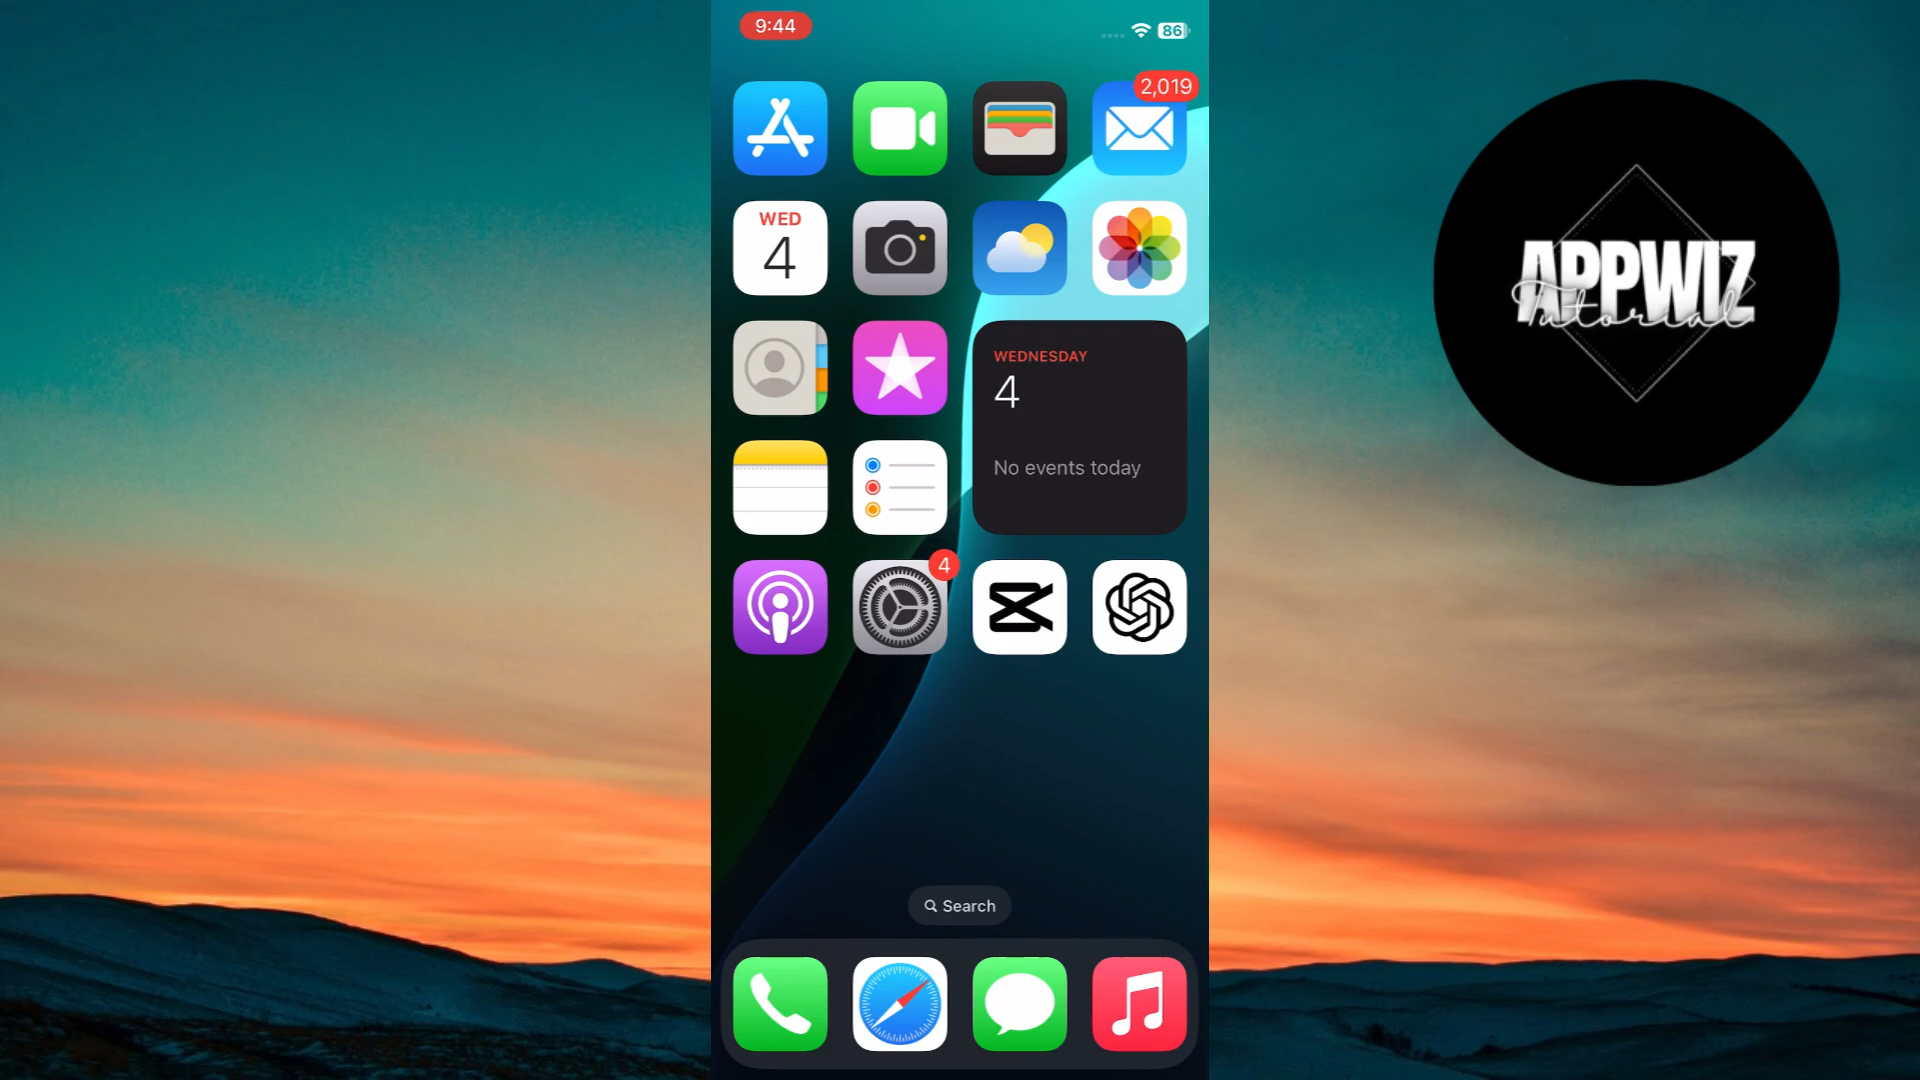 9:44
86
2,019
WED
4
WEDNESDAY
4
No events today
4
Search
APPWIZ
Tutorial